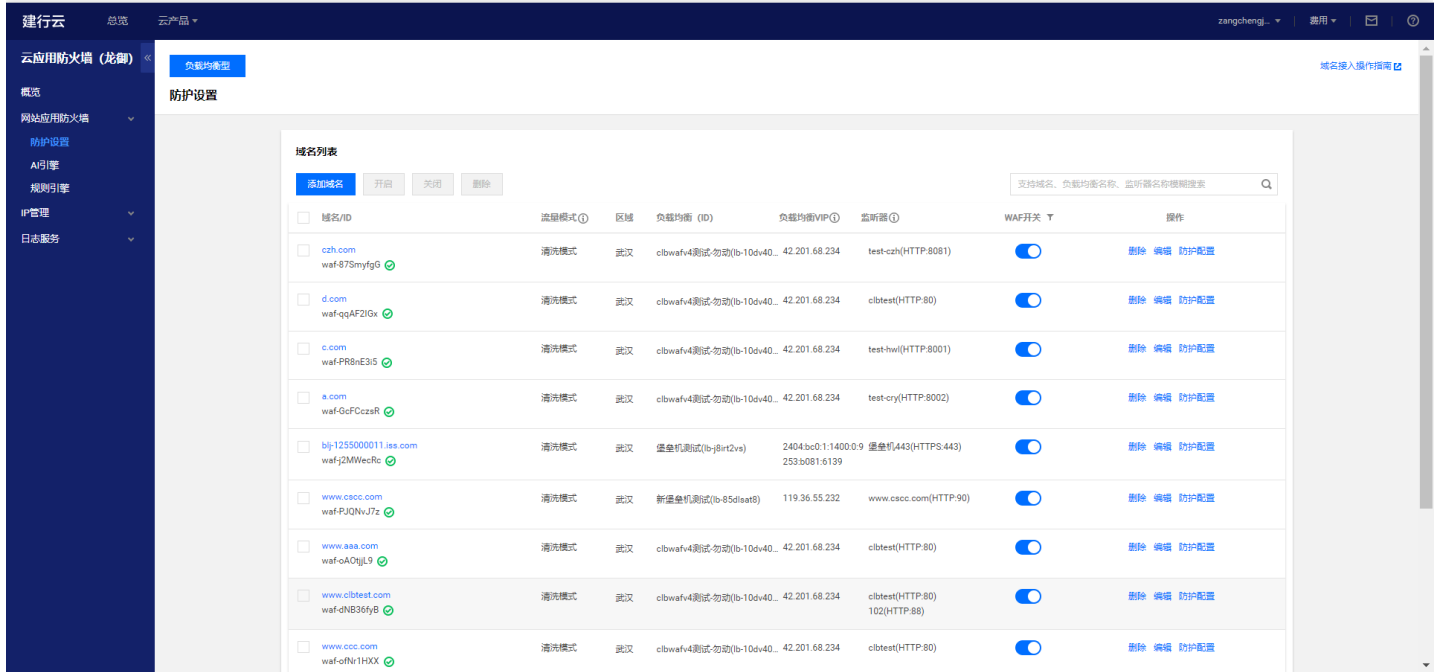 建行云 总览 云产品 zangchengj... 费用
云应用防火墙 (龙御) «
负载均衡型 域名接入操作指南
概览
防护设置
网站应用防火墙
防护设置
AI引擎
规则引擎
IP管理
日志服务
域名列表
添加域名 开启 关闭 删除 支持域名、负载均衡名称、监听器名称模糊搜索
域名/ID 流量模式 区域 负载均衡 (ID) 负载均衡VIP 监听器 WAF开关 操作
czh.com 清洗模式 武汉 clbwafv4测试-勿动(lb-10dv40... 42.201.68.234 test-czh(HTTP:8081) 删除 编辑 防护配置
waf-87SmyfgG
d.com 清洗模式 武汉 clbwafv4测试-勿动(lb-10dv40... 42.201.68.234 clbtest(HTTP:80) 删除 编辑 防护配置
waf-qqAF2IGx
c.com 清洗模式 武汉 clbwafv4测试-勿动(lb-10dv40... 42.201.68.234 test-hwl(HTTP:8001) 删除 编辑 防护配置
waf-PR8nE3i5
a.com 清洗模式 武汉 clbwafv4测试-勿动(lb-10dv40... 42.201.68.234 test-cry(HTTP:8002) 删除 编辑 防护配置
waf-GcFCczsR
blj-1255000011.iss.com 清洗模式 武汉 堡垒机测试(lb-j8irt2vs) 2404:bc0:1:1400:0:9 堡垒机443(HTTPS:443) 删除 编辑 防护配置
waf-j2MWecRc 253:b081:6139
www.cscc.com 清洗模式 武汉 新堡垒机测试(lb-85dlsat8) 119.36.55.232 www.cscc.com(HTTP:90) 删除 编辑 防护配置
waf-PJQNvJ7z
www.aaa.com 清洗模式 武汉 clbwafv4测试-勿动(lb-10dv40... 42.201.68.234 clbtest(HTTP:80) 删除 编辑 防护配置
waf-oAOtjjL9
www.clbtest.com 清洗模式 武汉 clbwafv4测试-勿动(lb-10dv40... 42.201.68.234 clbtest(HTTP:80) 删除 编辑 防护配置
waf-dNB36fyB 102(HTTP:88)
www.ccc.com 清洗模式 武汉 clbwafv4测试-勿动(lb-10dv40... 42.201.68.234 clbtest(HTTP:80) 删除 编辑 防护配置
waf-ofNr1HXX